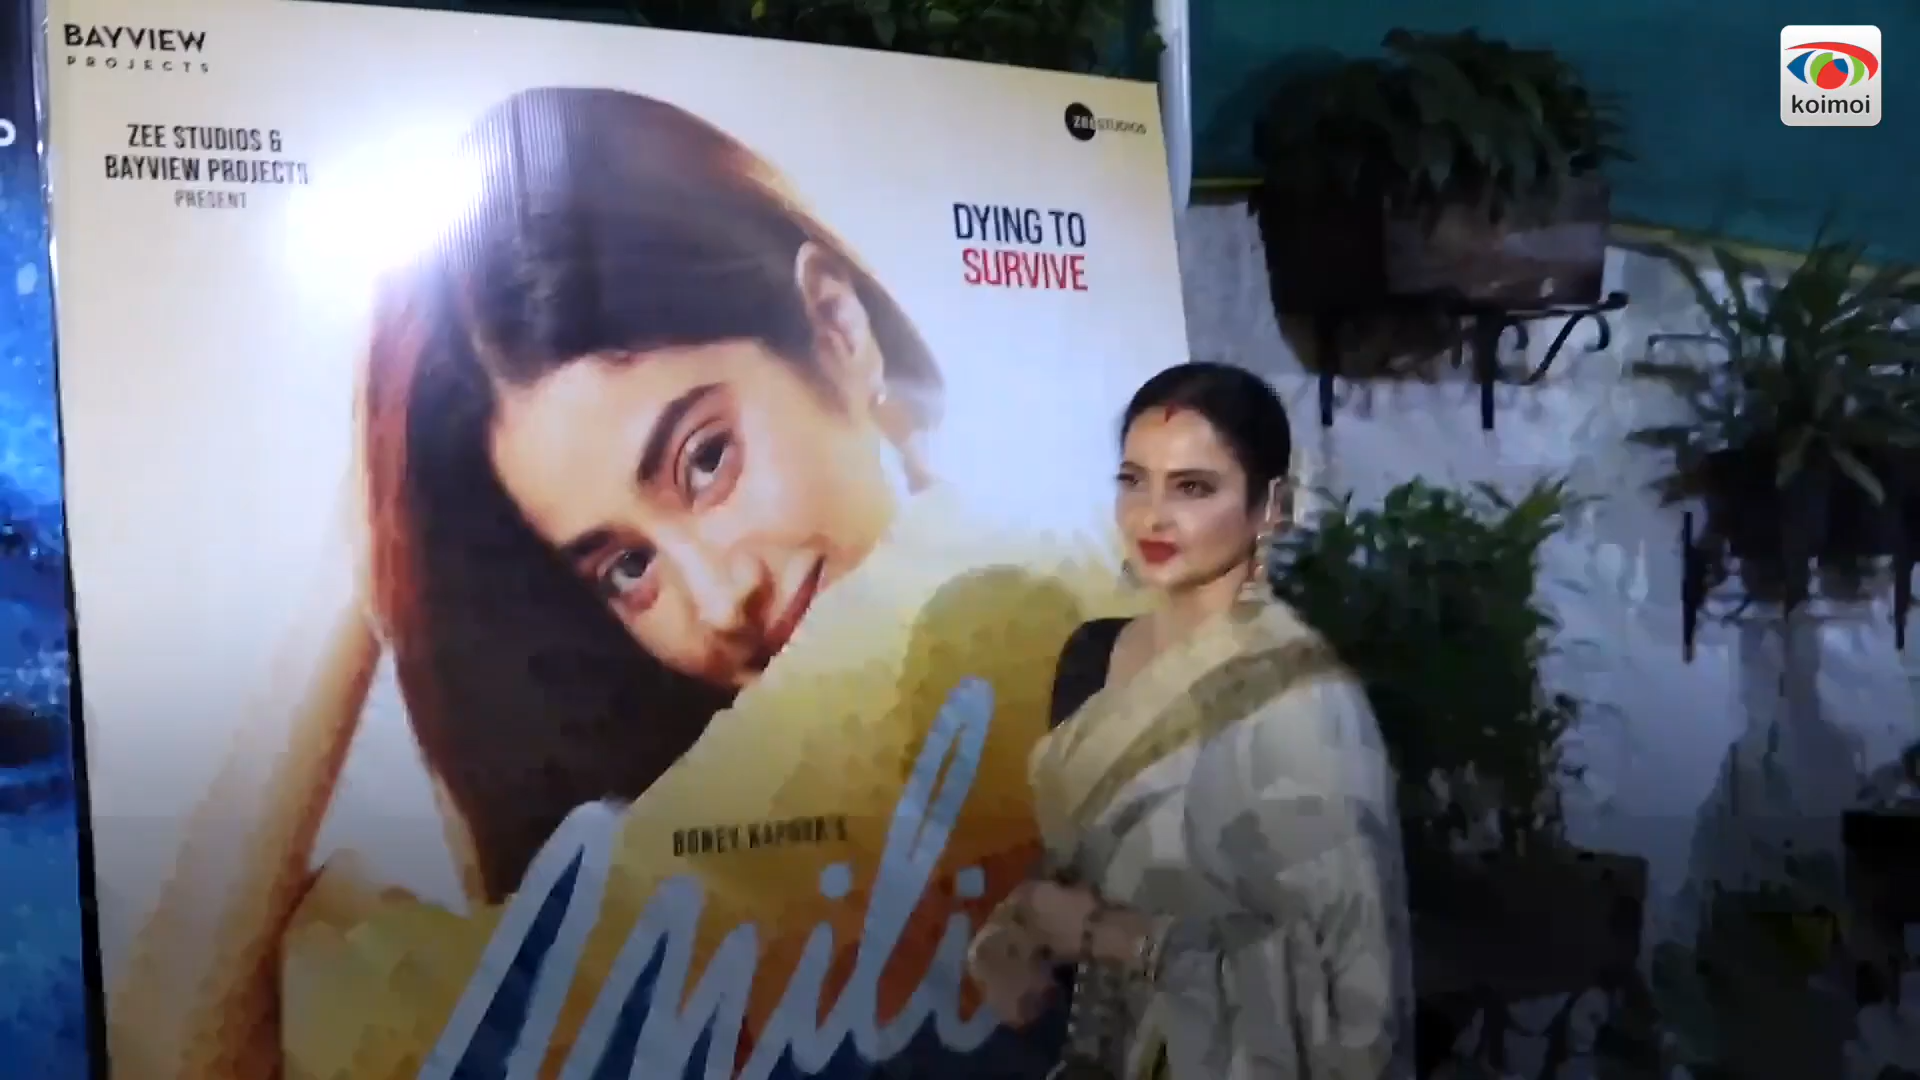 BAYVIEW
PROJECTS
ZEE STUDIOS &
BAYVIEW PROJECTS
PRESENT
ZEE STUDIOS
DYING TO
SURVIVE
BONEY KAPOOR'S
Mili
koimoi